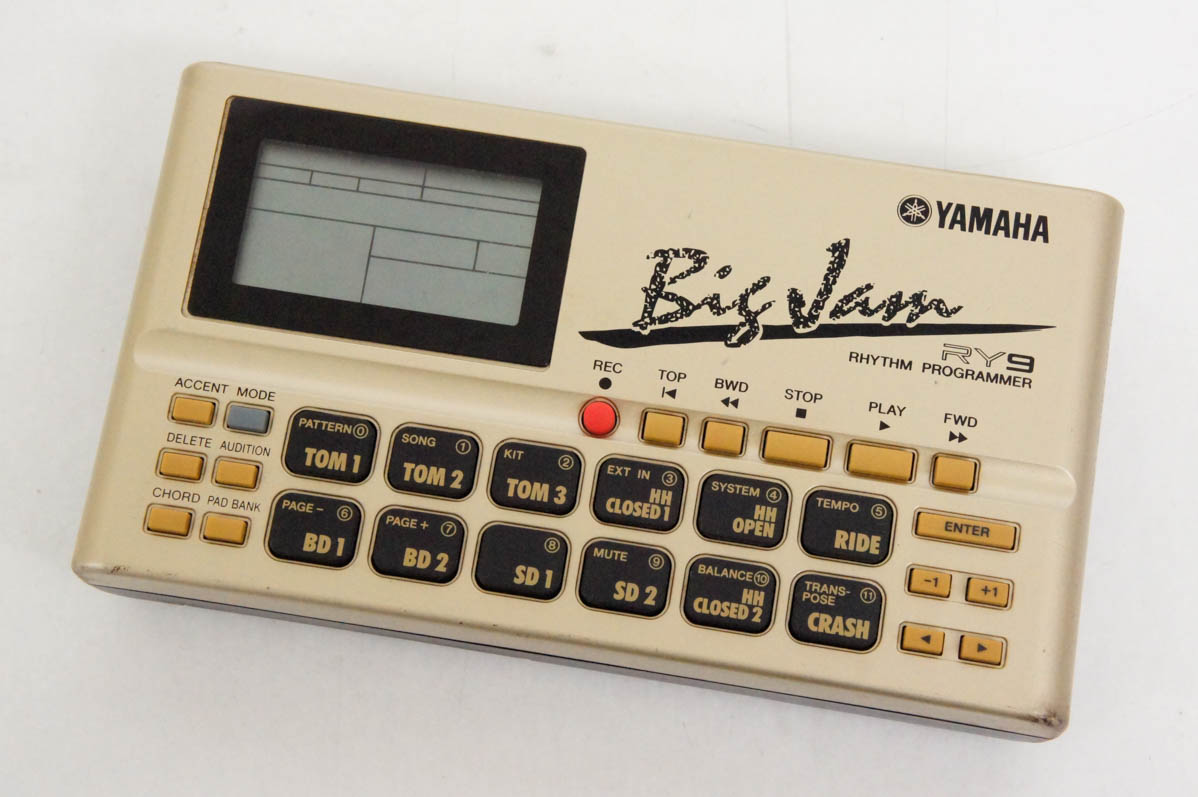 YAMAHA
Big Jam
RY9
RHYTHM PROGRAMMER
REC
TOP
BWD
STOP
PLAY
FWD
ACCENT MODE
DELETE AUDITION
CHORD PAD BANK
PATTERN 0
TOM 1
SONG 1
TOM 2
KIT 2
TOM 3
EXT IN 3
HH
CLOSED 1
SYSTEM 4
HH
OPEN
TEMPO 5
RIDE
ENTER
PAGE − 6
BD 1
PAGE + 7
BD 2
8
SD 1
MUTE 9
SD 2
BALANCE 10
HH
CLOSED 2
TRANS-
POSE 11
CRASH
−1 +1